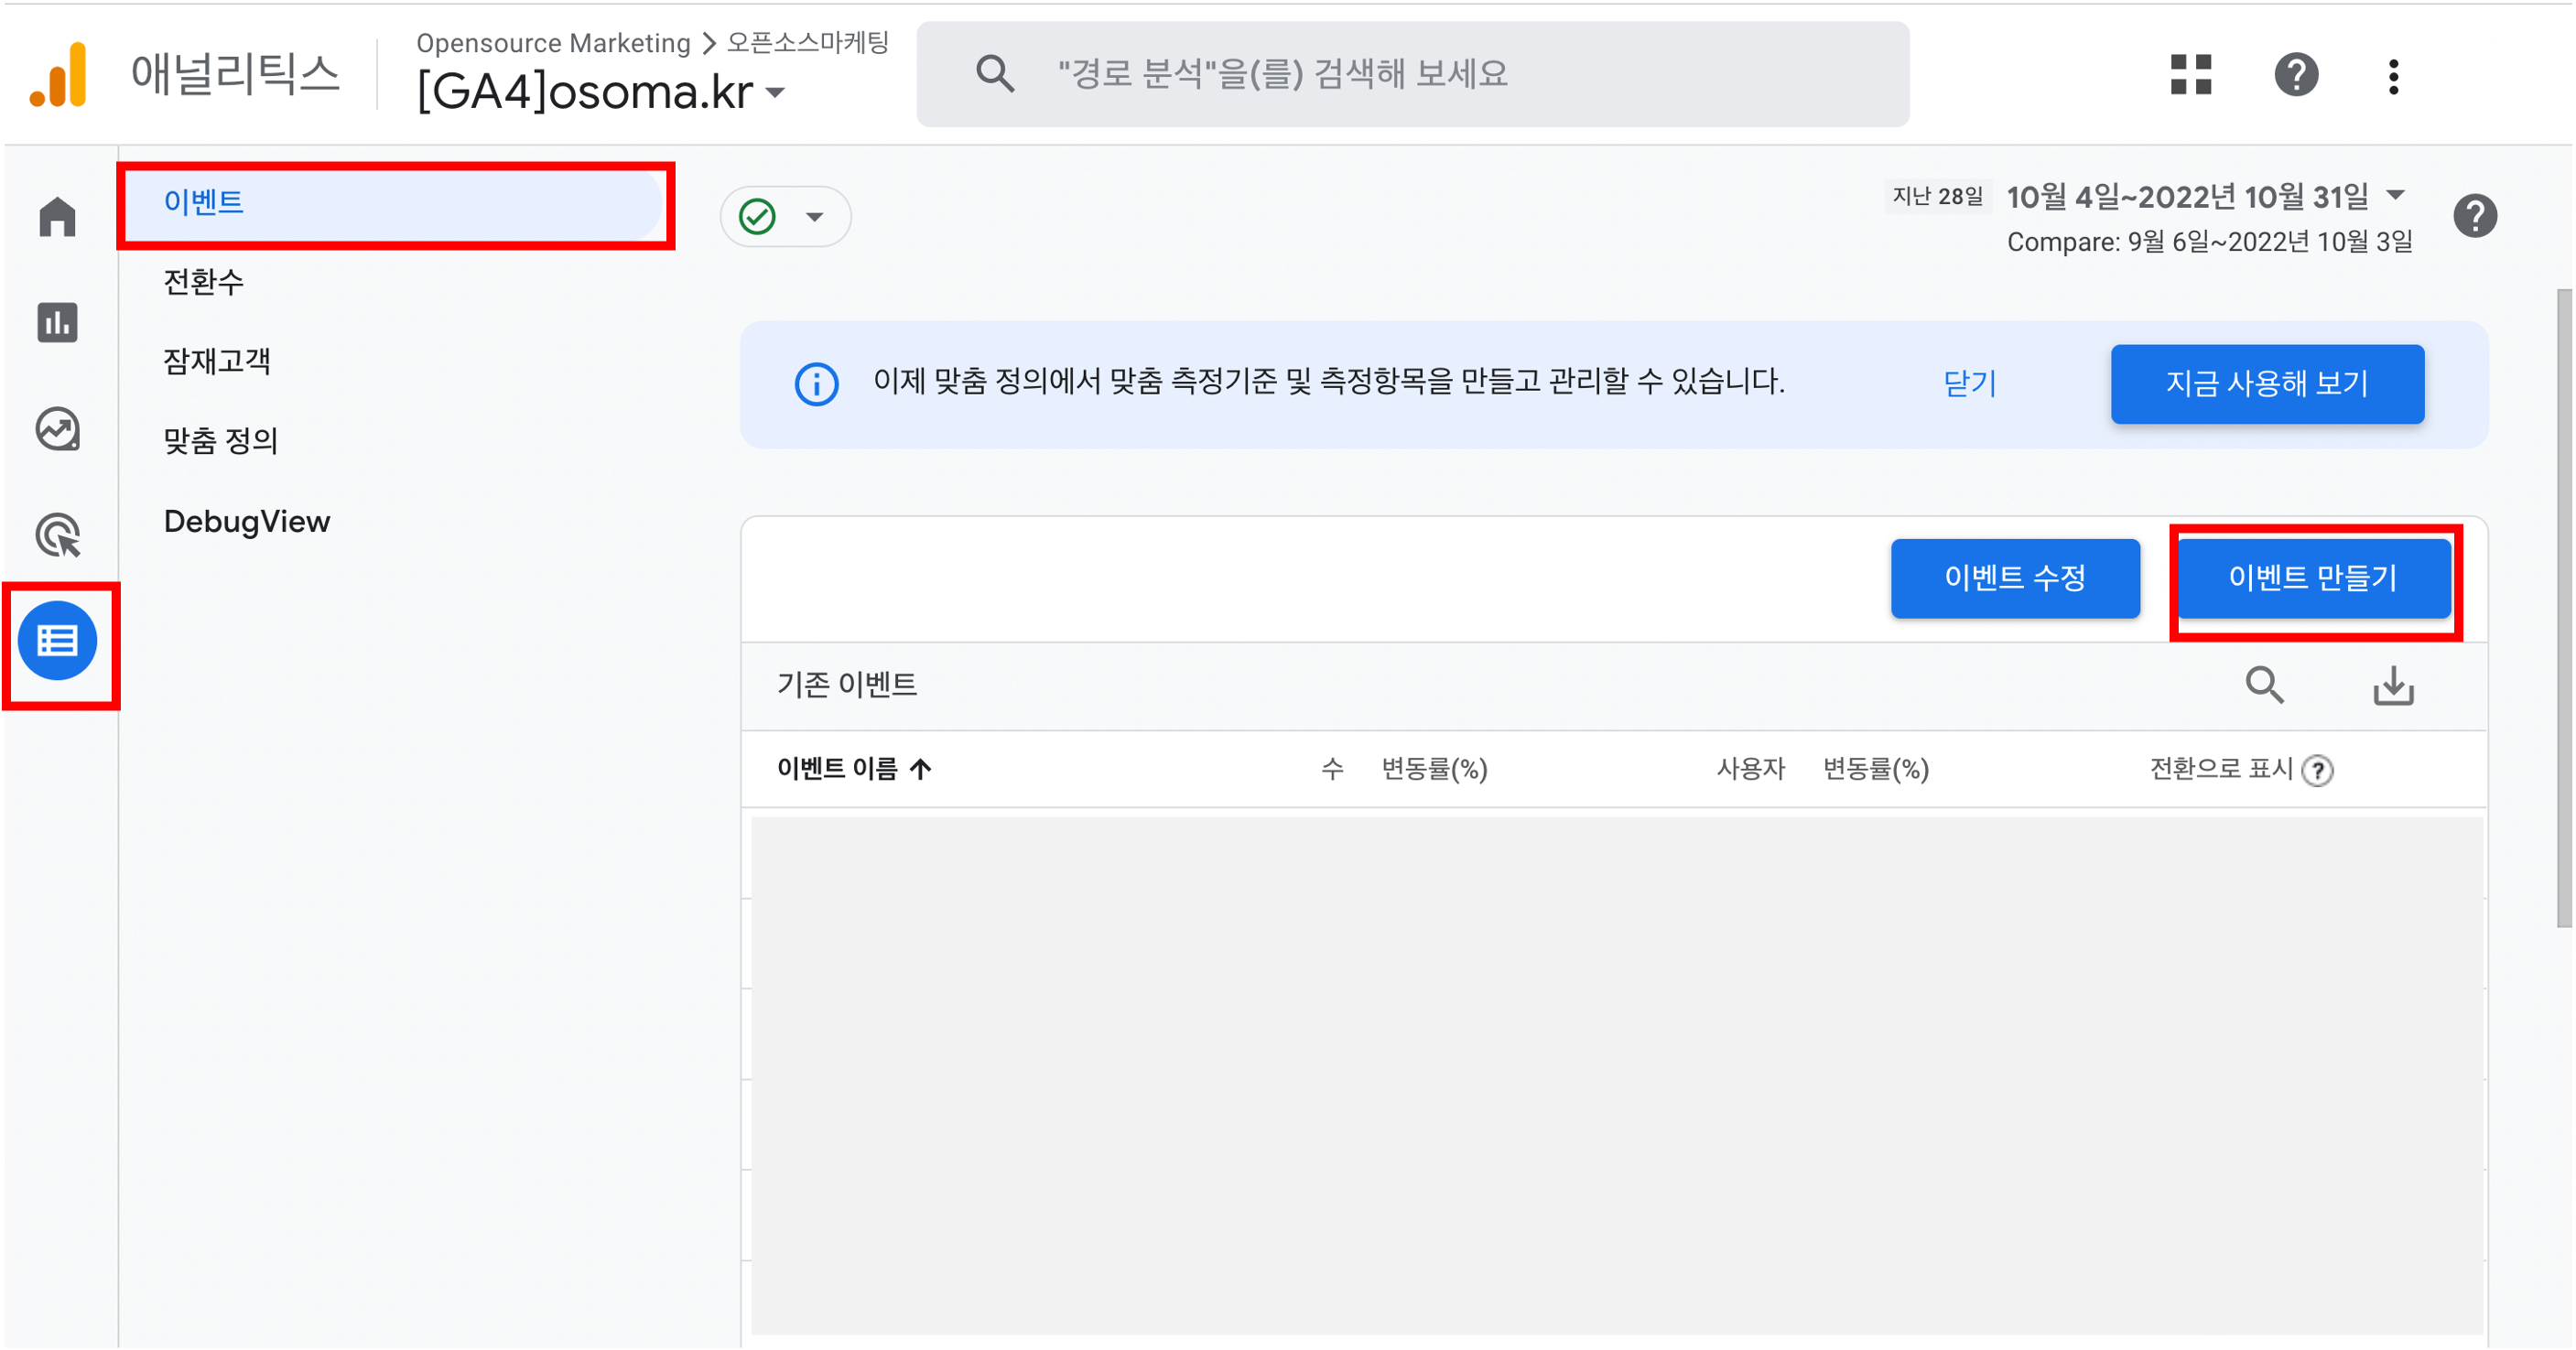 애널리틱스
Opensource Marketing > 오픈소스마케팅
[GA4]osoma.kr
"경로 분석"을(를) 검색해 보세요
이벤트
전환수
잠재고객
맞춤 정의
DebugView
지난 28일 10월 4일~2022년 10월 31일
Compare: 9월 6일~2022년 10월 3일
이제 맞춤 정의에서 맞춤 측정기준 및 측정항목을 만들고 관리할 수 있습니다. 닫기 지금 사용해 보기
이벤트 수정 이벤트 만들기
기존 이벤트
이벤트 이름 ↑ 수 변동률(%) 사용자 변동률(%) 전환으로 표시 ?